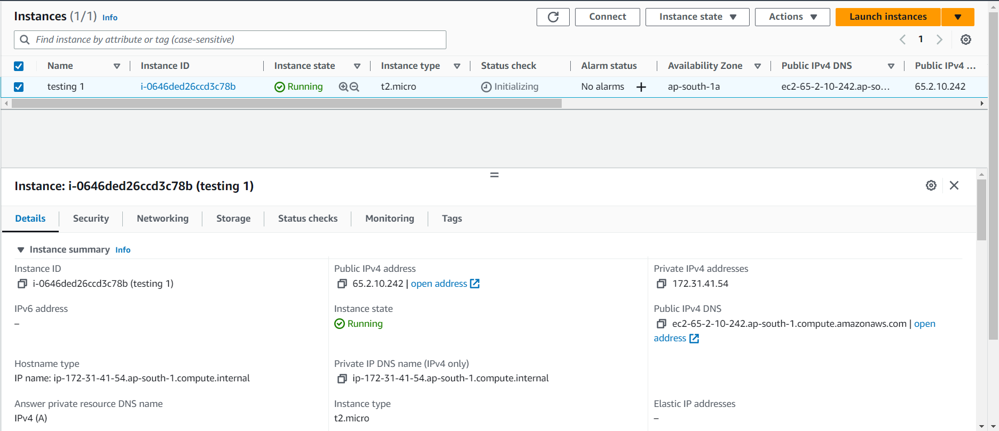 Instances (1/1) Info
Connect Instance state Actions Launch instances
Find instance by attribute or tag (case-sensitive)
1
Name Instance ID Instance state Instance type Status check Alarm status Availability Zone Public IPv4 DNS Public IPv4 ...
testing 1 i-0646ded26ccd3c78b Running t2.micro Initializing No alarms + ap-south-1a ec2-65-2-10-242.ap-so... 65.2.10.242
Instance: i-0646ded26ccd3c78b (testing 1)
Details Security Networking Storage Status checks Monitoring Tags
Instance summary Info
Instance ID Public IPv4 address Private IPv4 addresses
i-0646ded26ccd3c78b (testing 1) 65.2.10.242 | open address 172.31.41.54
IPv6 address Instance state Public IPv4 DNS
– Running ec2-65-2-10-242.ap-south-1.compute.amazonaws.com | open
address
Hostname type Private IP DNS name (IPv4 only)
IP name: ip-172-31-41-54.ap-south-1.compute.internal ip-172-31-41-54.ap-south-1.compute.internal
Answer private resource DNS name Instance type Elastic IP addresses
IPv4 (A) t2.micro –